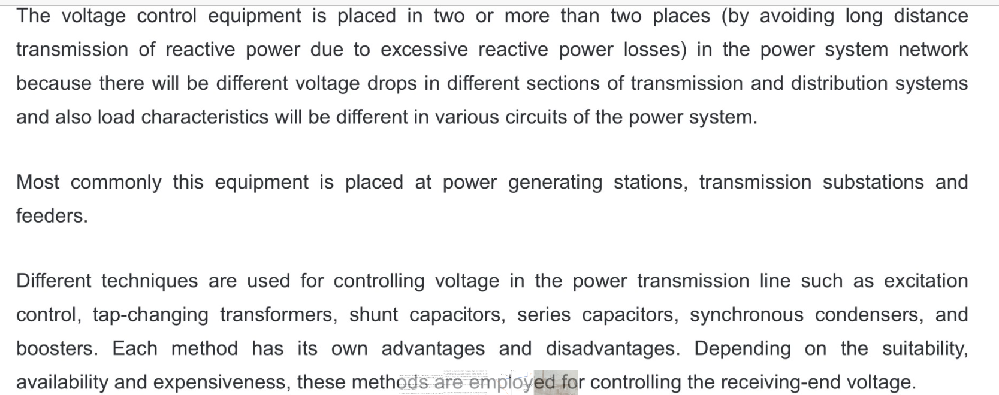 The voltage control equipment is placed in two or more than two places (by avoiding long distance
transmission of reactive power due to excessive reactive power losses) in the power system network
because there will be different voltage drops in different sections of transmission and distribution systems
and also load characteristics will be different in various circuits of the power system.
Most commonly this equipment is placed at power generating stations, transmission substations and
feeders.
Different techniques are used for controlling voltage in the power transmission line such as excitation
control, tap-changing transformers, shunt capacitors, series capacitors, synchronous condensers, and
boosters. Each method has its own advantages and disadvantages. Depending on the suitability,
availability and expensiveness, these methods are employed for controlling the receiving-end voltage.